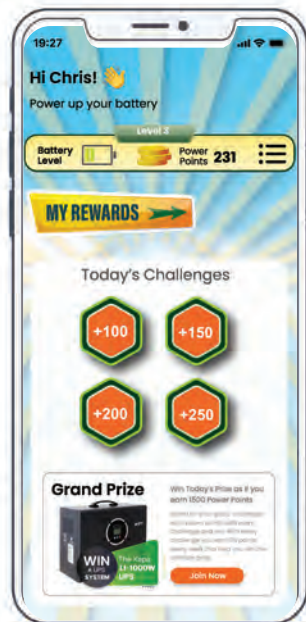 19:27
Hi Chris!
Power up your battery
Level 3
Battery
Level
Power
Points 231
MY REWARDS
Today's Challenges
+100
+150
+200
+250
Grand Prize
Win Today's Prize as if you
earn 1500 Power Points
WIN
A UPS
SYSTEM
The Kapa
LI-1000W
UPS
Join Now